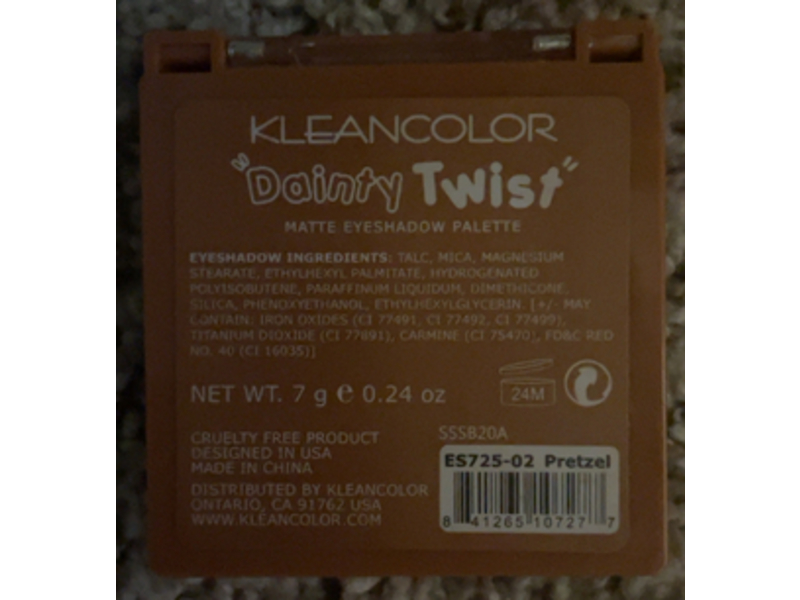 KLEANCOLOR
"Dainty Twist"
MATTE EYESHADOW PALETTE
EYESHADOW INGREDIENTS: TALC, MICA, MAGNESIUM
STEARATE, ETHYLHEXYL PALMITATE, HYDROGENATED
POLYISOBUTENE, PARAFFINUM LIQUIDUM, DIMETHICONE,
SILICA, PHENOXYETHANOL, ETHYLHEXYLGLYCERIN. [+/- MAY
CONTAIN: IRON OXIDES (CI 77491, CI 77492, CI 77499),
TITANIUM DIOXIDE (CI 77891), CARMINE (CI 75470), FD&C RED
NO. 40 (CI 16035)]
NET WT. 7 g e 0.24 oz
24M
CRUELTY FREE PRODUCT
DESIGNED IN USA
MADE IN CHINA
DISTRIBUTED BY KLEANCOLOR
ONTARIO, CA 91762 USA
WWW.KLEANCOLOR.COM
SSSB20A
ES725-02 Pretzel
8 41265 10727 7